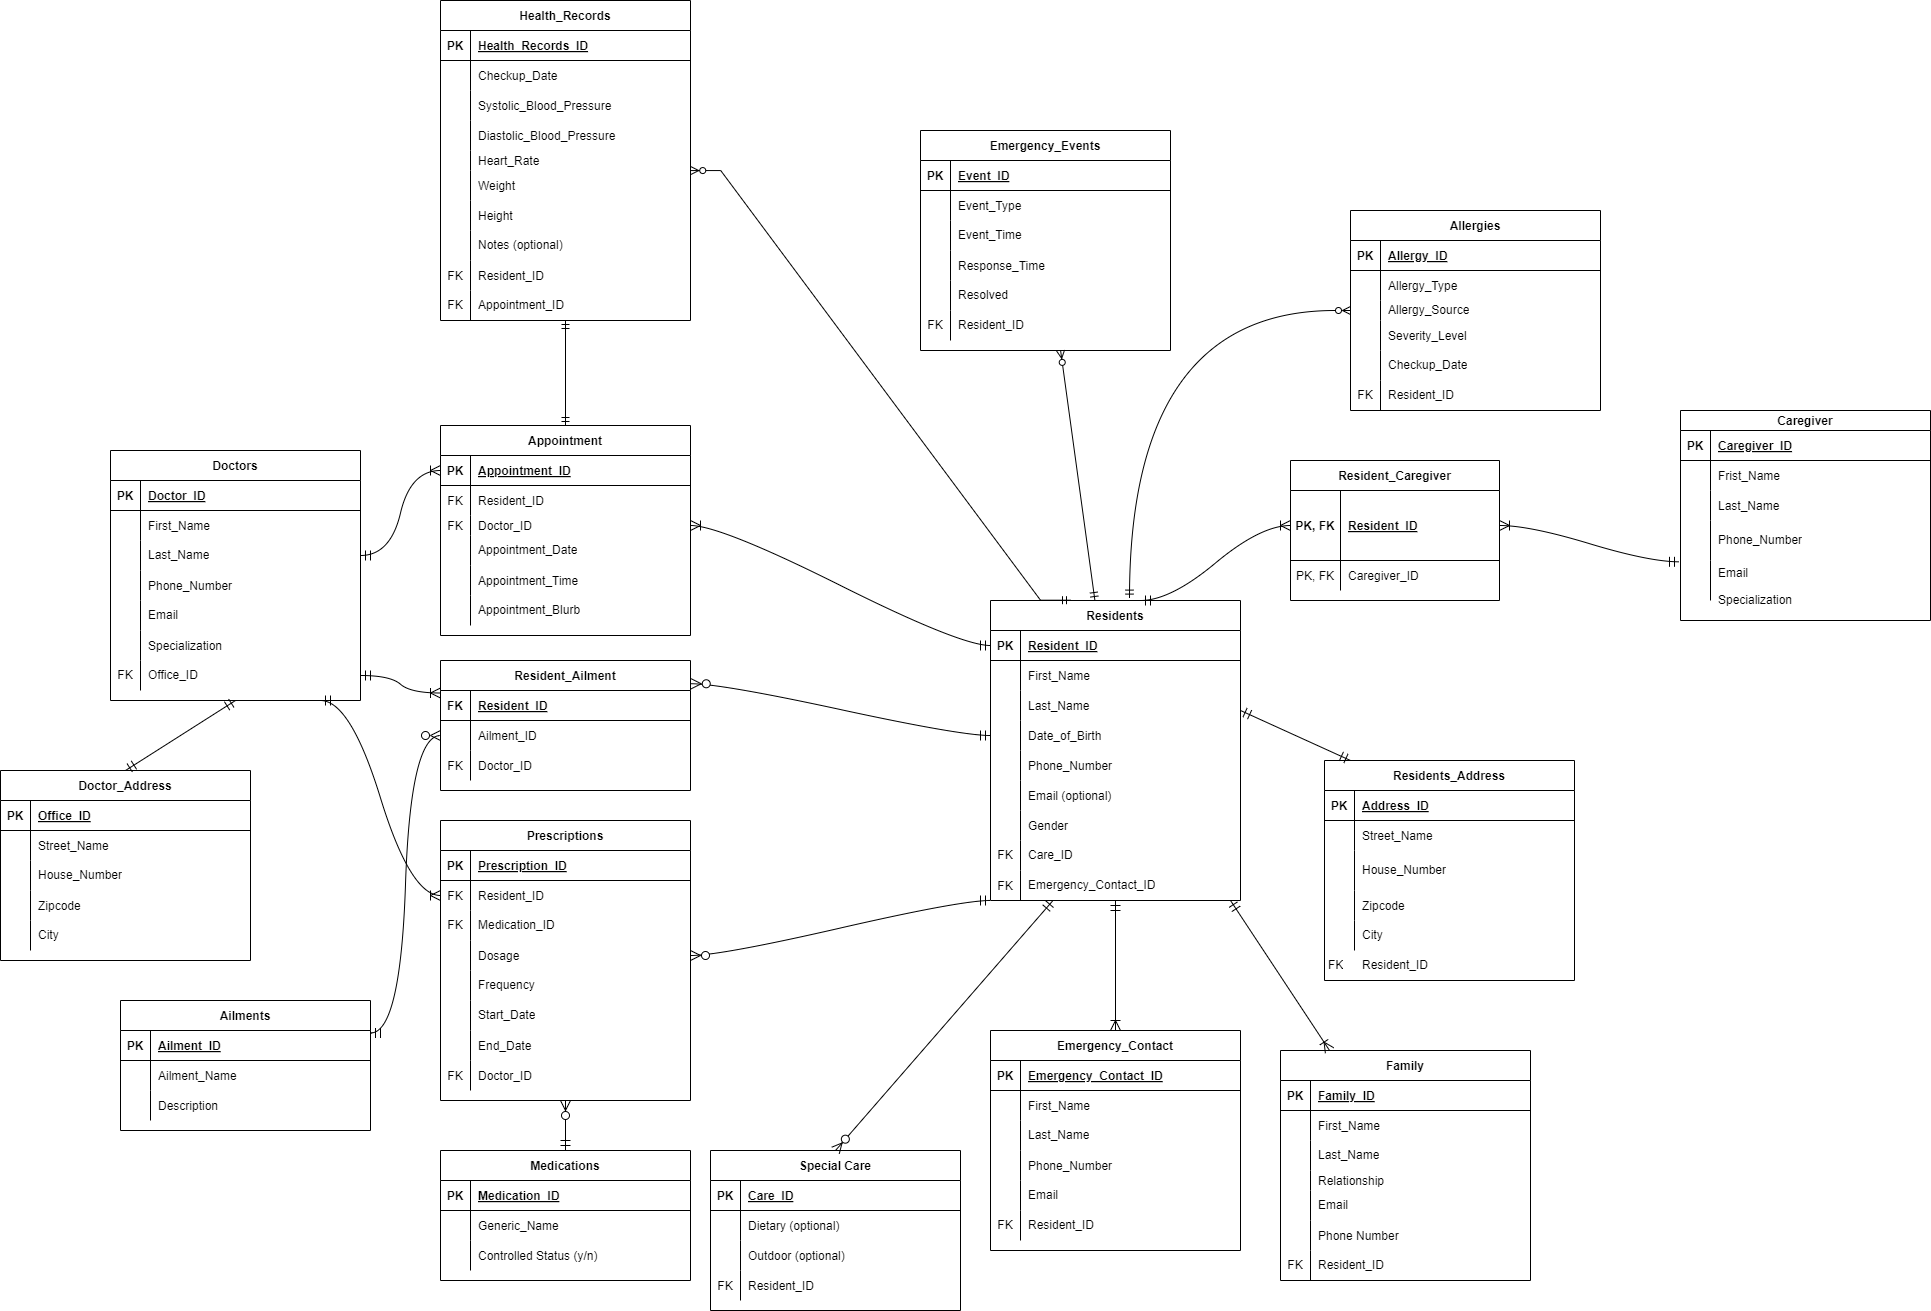 Health_Records
PK Health_Records_ID
Checkup_Date
Systolic_Blood_Pressure
Diastolic_Blood_Pressure
Heart_Rate
Weight
Height
Notes (optional)
FK Resident_ID
FK Appointment_ID
Emergency_Events
PK Event_ID
Event_Type
Event_Time
Response_Time
Resolved
FK Resident_ID
Allergies
PK Allergy_ID
Allergy_Type
Allergy_Source
Severity_Level
Checkup_Date
FK Resident_ID
Caregiver
PK Caregiver_ID
Frist_Name
Last_Name
Phone_Number
Email
Specialization
Resident_Caregiver
PK, FK Resident_ID
PK, FK Caregiver_ID
Appointment
PK Appointment_ID
FK Resident_ID
FK Doctor_ID
Appointment_Date
Appointment_Time
Appointment_Blurb
Doctors
PK Doctor_ID
First_Name
Last_Name
Phone_Number
Email
Specialization
FK Office_ID
Resident_Ailment
FK Resident_ID
Ailment_ID
FK Doctor_ID
Residents
PK Resident_ID
First_Name
Last_Name
Date_of_Birth
Phone_Number
Email (optional)
Gender
FK Care_ID
FK Emergency_Contact_ID
Doctor_Address
PK Office_ID
Street_Name
House_Number
Zipcode
City
Prescriptions
PK Prescription_ID
FK Resident_ID
FK Medication_ID
Dosage
Frequency
Start_Date
End_Date
FK Doctor_ID
Residents_Address
PK Address_ID
Street_Name
House_Number
Zipcode
City
FK Resident_ID
Ailments
PK Ailment_ID
Ailment_Name
Description
Medications
PK Medication_ID
Generic_Name
Controlled Status (y/n)
Special Care
PK Care_ID
Dietary (optional)
Outdoor (optional)
FK Resident_ID
Emergency_Contact
PK Emergency_Contact_ID
First_Name
Last_Name
Phone_Number
Email
FK Resident_ID
Family
PK Family_ID
First_Name
Last_Name
Relationship
Email
Phone Number
FK Resident_ID